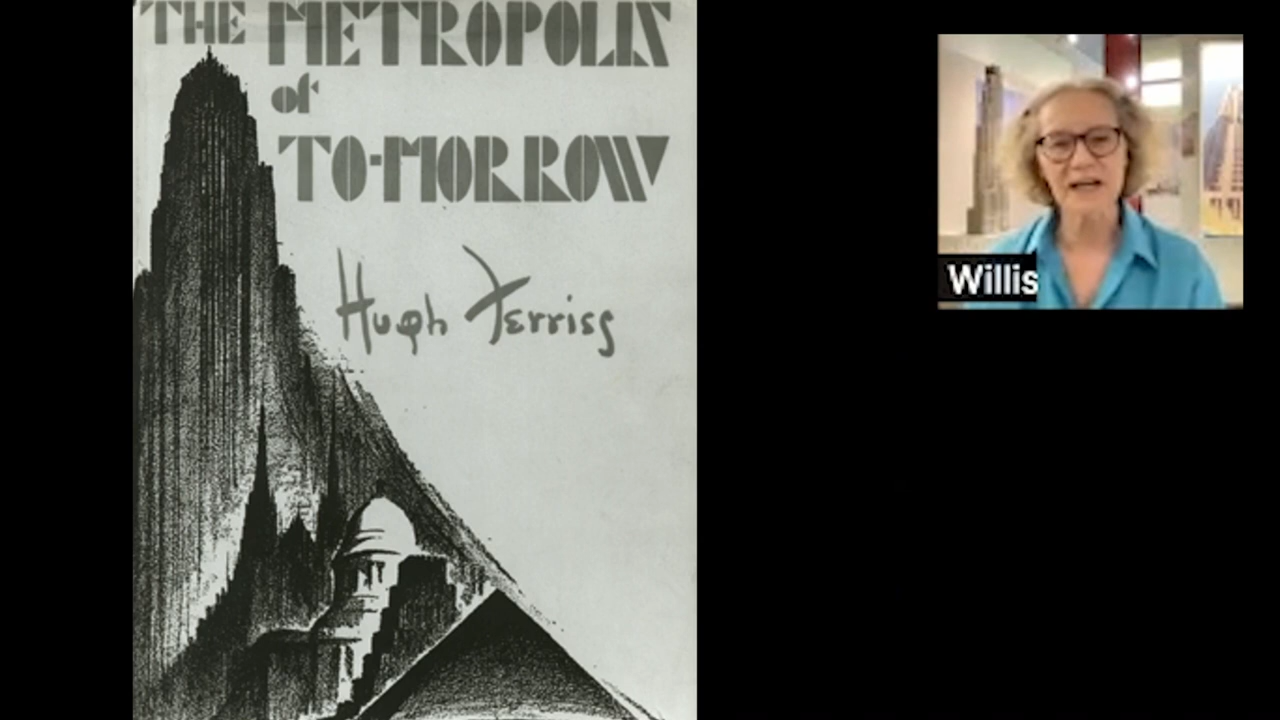 THE METROPOLIS
of
TO-MORROW
Hugh Ferriss
Willis